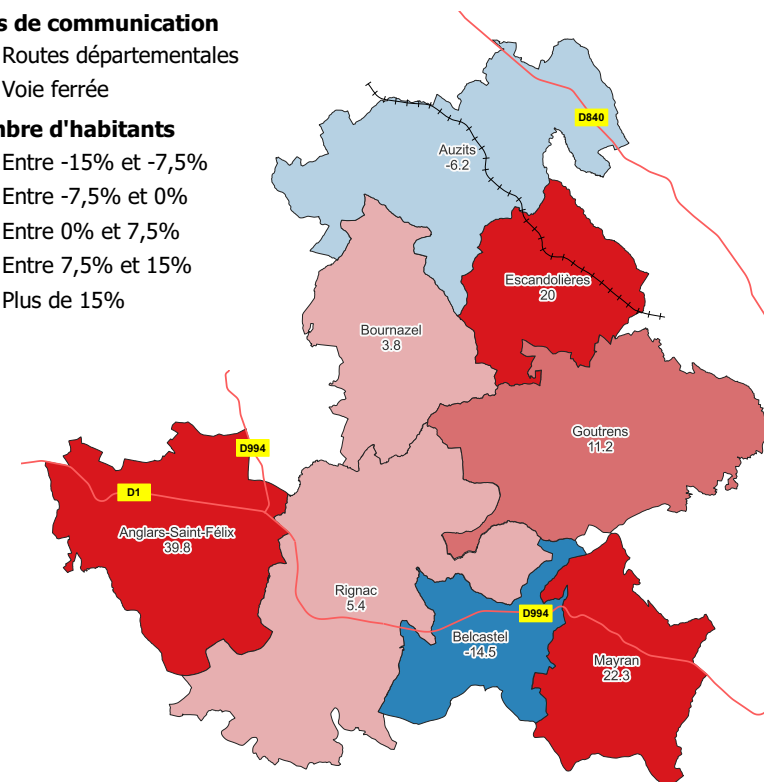 s de communication
Routes départementales
Voie ferrée
mbre d'habitants
Entre -15% et -7,5%
Entre -7,5% et 0%
Entre 0% et 7,5%
Entre 7,5% et 15%
Plus de 15%
D840
Auzits
-6.2
Escandolières
20
Bournazel
3.8
Goutrens
11.2
D994
D1
Anglars-Saint-Félix
39.8
Rignac
5.4
D994
Belcastel
-14.5
Mayran
22.3